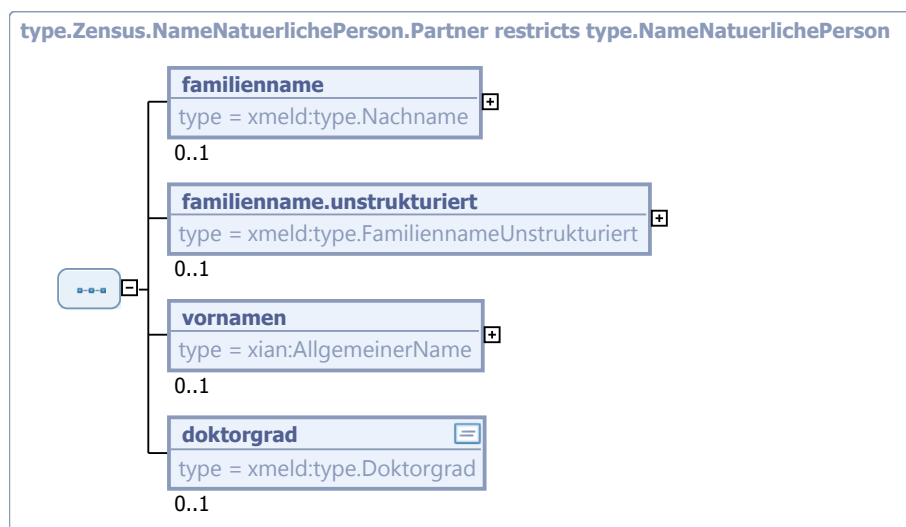 type.Zensus.NameNatuerlichePerson.Partner restricts type.NameNatuerlichePerson
familienname
type = xmeld:type.Nachname
0..1
familienname.unstrukturiert
type = xmeld:type.FamiliennameUnstrukturiert
0..1
vornamen
type = xian:AllgemeinerName
0..1
doktorgrad
type = xmeld:type.Doktorgrad
0..1